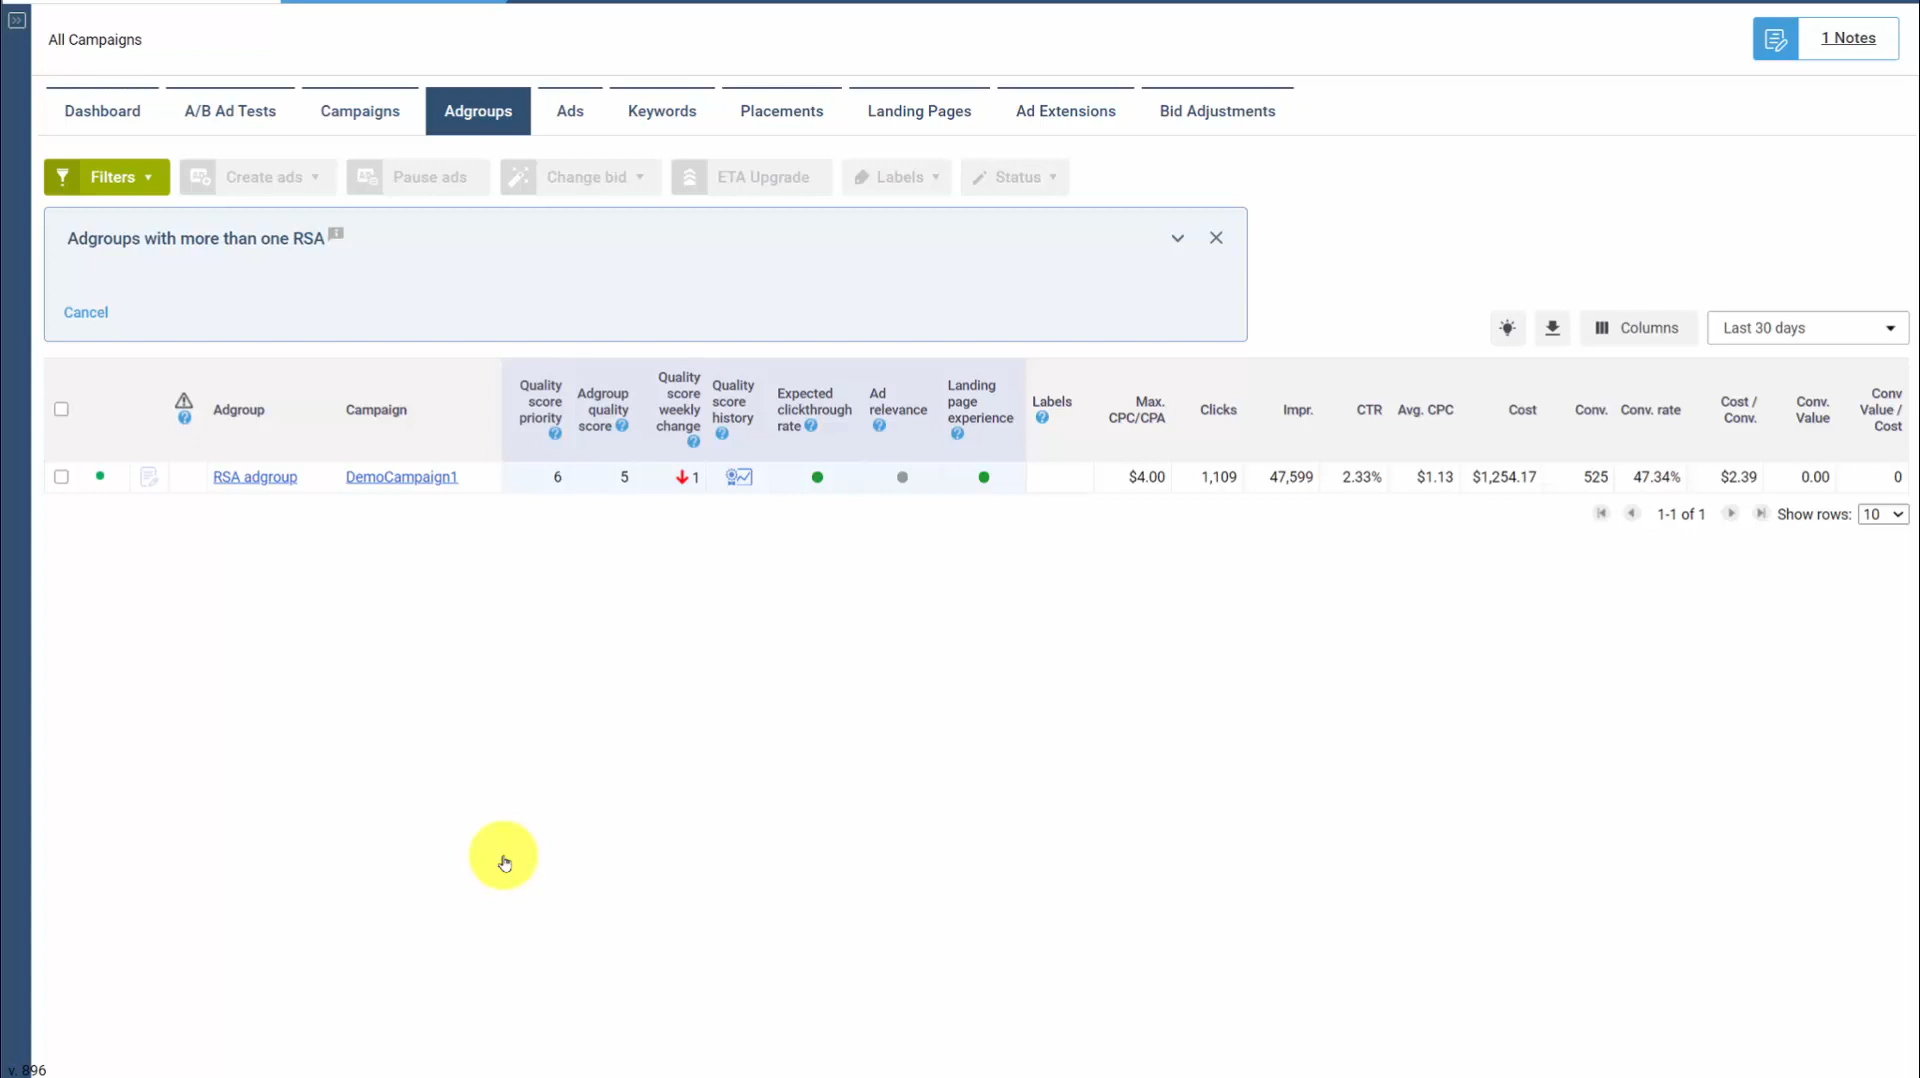 All Campaigns
1 Notes
Dashboard
A/B Ad Tests
Campaigns
Adgroups
Ads
Keywords
Placements
Landing Pages
Ad Extensions
Bid Adjustments
Filters
Create ads
Pause ads
Change bid
ETA Upgrade
Labels
Status
Adgroups with more than one RSA
Cancel
Columns
Last 30 days
Adgroup
Campaign
Quality
score
priority
Adgroup
quality
score
Quality
score
weekly
change
Quality
score
history
Expected
clickthrough
rate
Ad
relevance
Landing
page
experience
Labels
Max.
CPC/CPA
Clicks
Impr.
CTR
Avg. CPC
Cost
Conv.
Conv. rate
Cost /
Conv.
Conv.
Value
Conv
Value /
Cost
RSA adgroup
DemoCampaign1
6
5
1
$4.00
1,109
47,599
2.33%
$1.13
$1,254.17
525
47.34%
$2.39
0.00
0
1-1 of 1
Show rows:
10
v. 896